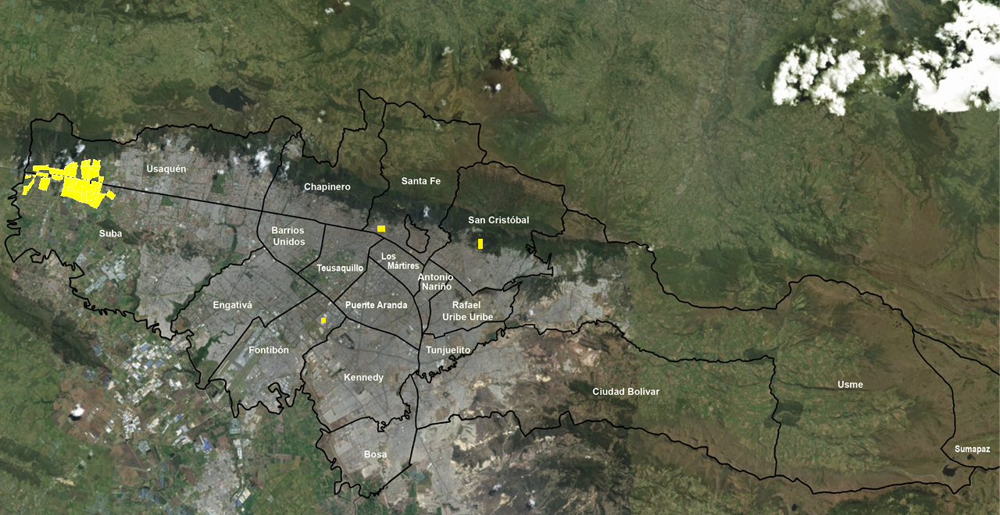 Usaquén
Chapinero
Santa Fe
San Cristóbal
Suba
Barrios
Unidos
Teusaquillo
Los
Mártires
Antonio
Nariño
Engativá
Puente Aranda
Rafael
Uribe Uribe
Fontibón
Tunjuelito
Kennedy
Ciudad Bolivar
Usme
Bosa
Sumapaz